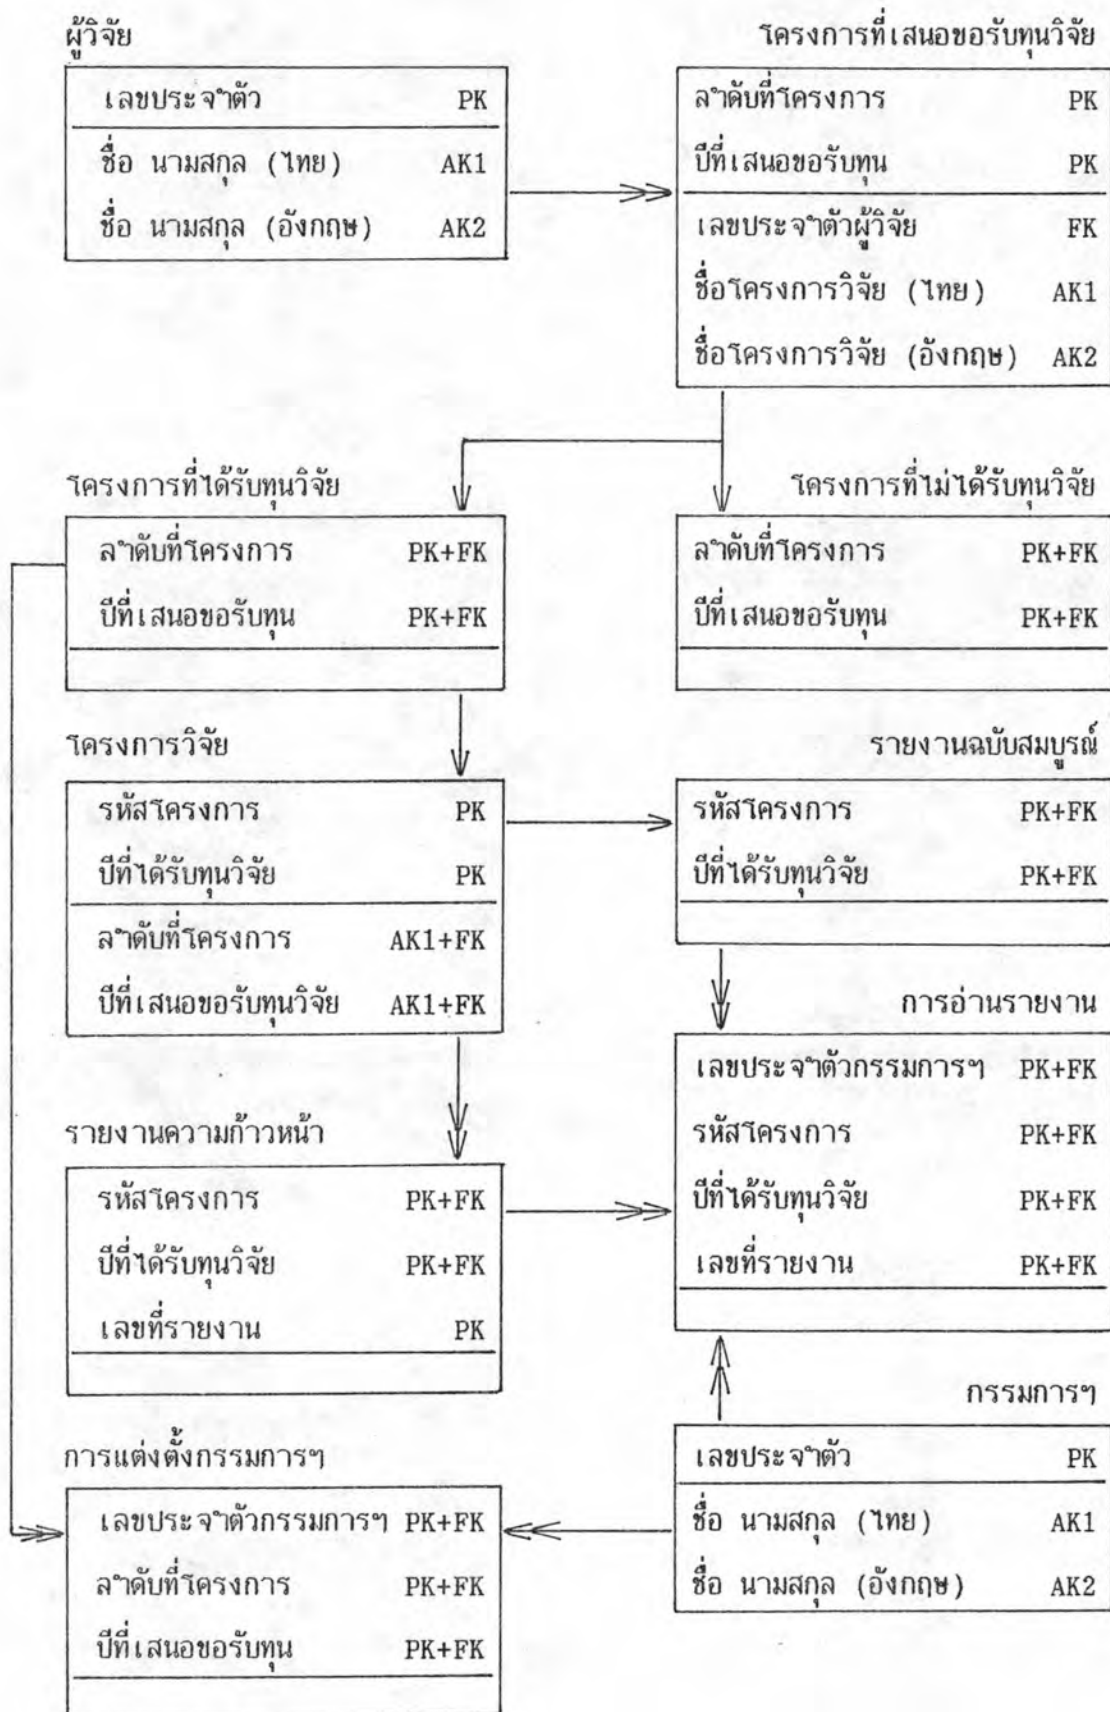 ผู้วิจัย
เลขประจำตัว PK
ชื่อ นามสกุล (ไทย) AK1
ชื่อ นามสกุล (อังกฤษ) AK2
โครงการที่เสนอขอรับทุนวิจัย
ลำดับที่โครงการ PK
ปีที่เสนอขอรับทุน PK
เลขประจำตัวผู้วิจัย FK
ชื่อโครงการวิจัย (ไทย) AK1
ชื่อโครงการวิจัย (อังกฤษ) AK2
โครงการที่ได้รับทุนวิจัย
ลำดับที่โครงการ PK+FK
ปีที่เสนอขอรับทุน PK+FK
โครงการที่ไม่ได้รับทุนวิจัย
ลำดับที่โครงการ PK+FK
ปีที่เสนอขอรับทุน PK+FK
โครงการวิจัย
รหัสโครงการ PK
ปีที่ได้รับทุนวิจัย PK
ลำดับที่โครงการ AK1+FK
ปีที่เสนอขอรับทุนวิจัย AK1+FK
รายงานฉบับสมบูรณ์
รหัสโครงการ PK+FK
ปีที่ได้รับทุนวิจัย PK+FK
การอ่านรายงาน
เลขประจำตัวกรรมการฯ PK+FK
รหัสโครงการ PK+FK
ปีที่ได้รับทุนวิจัย PK+FK
เลขที่รายงาน PK+FK
รายงานความก้าวหน้า
รหัสโครงการ PK+FK
ปีที่ได้รับทุนวิจัย PK+FK
เลขที่รายงาน PK
กรรมการฯ
เลขประจำตัว PK
ชื่อ นามสกุล (ไทย) AK1
ชื่อ นามสกุล (อังกฤษ) AK2
การแต่งตั้งกรรมการฯ
เลขประจำตัวกรรมการฯ PK+FK
ลำดับที่โครงการ PK+FK
ปีที่เสนอขอรับทุน PK+FK